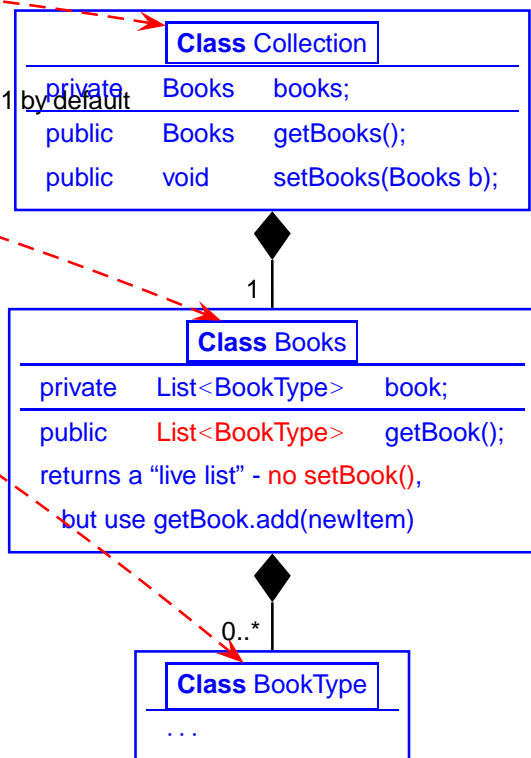 Class Collection
private Books books;
1 by default
public Books getBooks();
public void setBooks(Books b);
1
Class Books
private List<BookType> book;
public List<BookType> getBook();
returns a “live list” - no setBook(),
but use getBook.add(newItem)
0..*
Class BookType
. . .